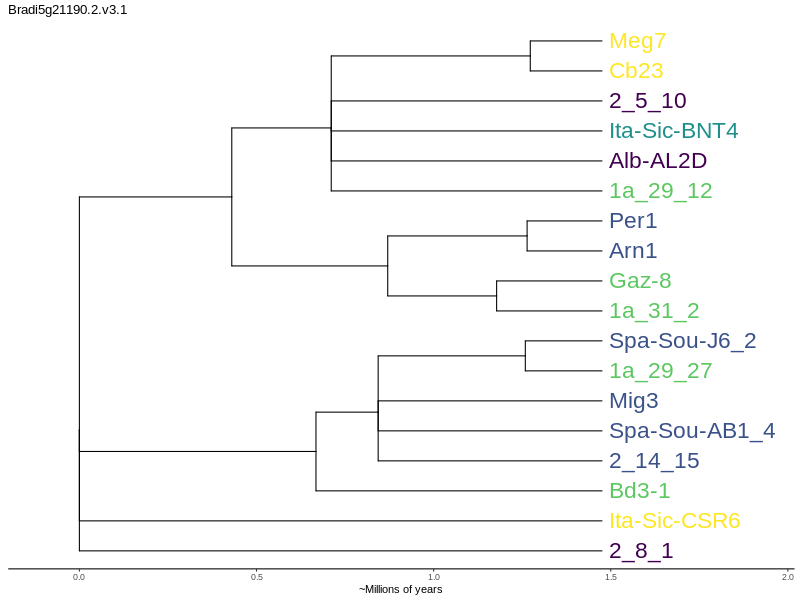 Bradi5g21190.2.v3.1
Meg7
Cb23
2_5_10
Ita-Sic-BNT4
Alb-AL2D
1a_29_12
Per1
Arn1
Gaz-8
1a_31_2
Spa-Sou-J6_2
1a_29_27
Mig3
Spa-Sou-AB1_4
2_14_15
Bd3-1
Ita-Sic-CSR6
2_8_1
0.0 0.5 1.0 1.5 2.0
~Millions of years